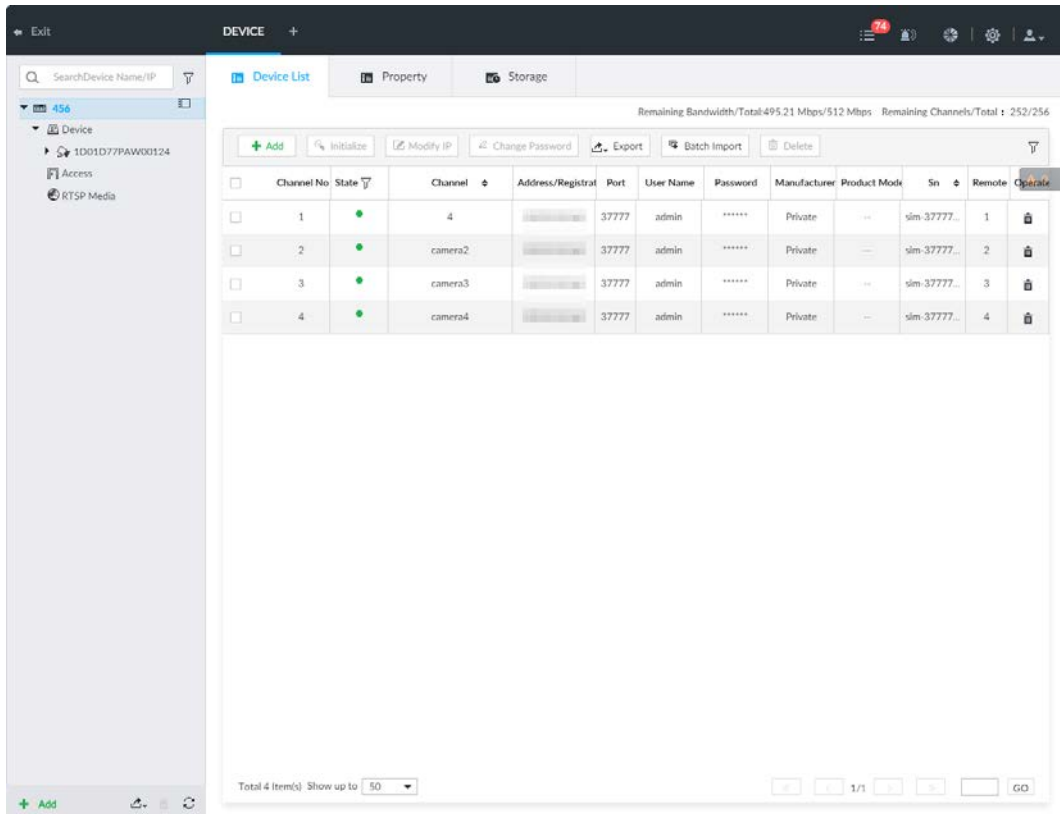 Exit DEVICE + 74
SearchDevice Name/IP Device List Property Storage
456 Remaining Bandwidth/Total:495.21 Mbps/512 Mbps Remaining Channels/Total : 252/256
Device
+ Add Initialize Modify IP Change Password Export Batch Import Delete
1D01D77PAW00124
Access
RTSP Media
Channel No State Channel Address/Registrat Port User Name Password Manufacturer Product Mode Sn Remote Operate
1 4 37777 admin ****** Private -- sim-37777... 1
2 camera2 37777 admin ****** Private -- sim-37777... 2
3 camera3 37777 admin ****** Private -- sim-37777... 3
4 camera4 37777 admin ****** Private -- sim-37777... 4
Total 4 item(s) Show up to 50 1/1 GO
+ Add